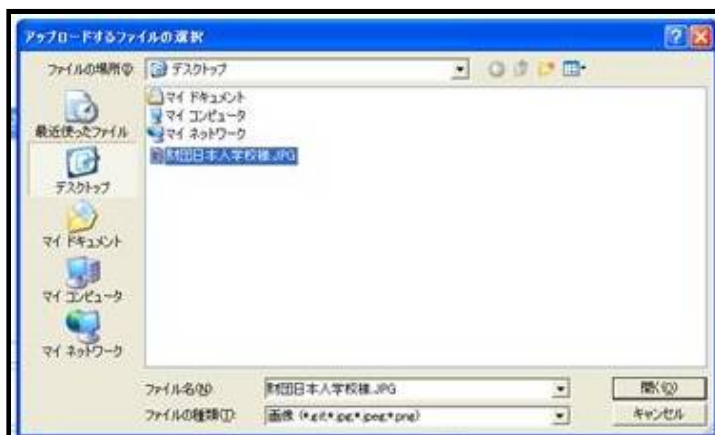 アップロードするファイルの選択
ファイルの場所(I):
デスクトップ
マイ ドキュメント
マイ コンピュータ
マイ ネットワーク
財団日本人学校様.JPG
最近使ったファイル
デスクトップ
マイ ドキュメント
マイ コンピュータ
マイ ネットワーク
ファイル名(N):
財団日本人学校様.JPG
開く(O)
ファイルの種類(T):
画像 (*.gif,*.jpg,*.jpeg,*.png)
キャンセル